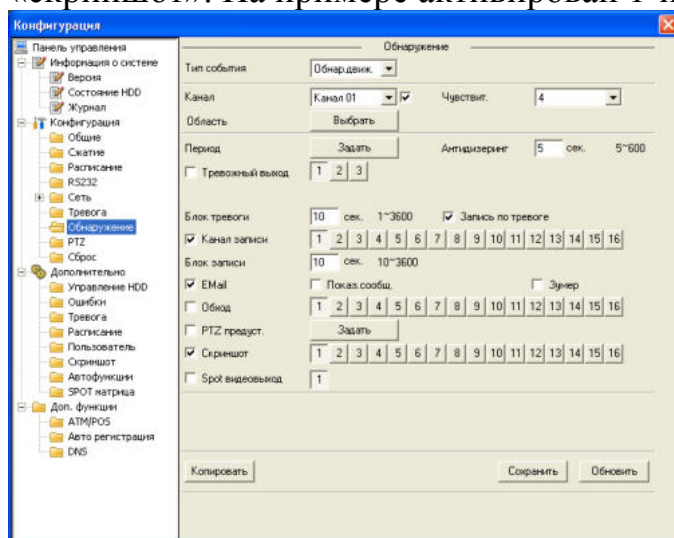 «скриншот». На примере активирован 1-й
Конфигурация
Панель управления
Информация о системе
Версия
Состояние HDD
Журнал
Конфигурация
Общие
Сжатие
Расписание
RS232
Сеть
Тревога
Обнаружение
PTZ
Сброс
Дополнительно
Управление HDD
Ошибки
Тревога
Расписание
Пользователь
Скриншот
Автофункции
SPOT матрица
Доп. функции
ATM/POS
Авто регистрация
DNS
Обнаружение
Тип события Обнар.движ.
Канал Канал 01 Чувствит. 4
Область Выбрать
Период Задать Антидизеринг 5 сек. 5~600
Тревожный выход 1 2 3
Блок тревоги 10 сек. 1~3600 Запись по тревоге
Канал записи 1 2 3 4 5 6 7 8 9 10 11 12 13 14 15 16
Блок записи 10 сек. 10~3600
EMail Показ.сообщ. Зумер
Обход 1 2 3 4 5 6 7 8 9 10 11 12 13 14 15 16
PTZ предуст. Задать
Скриншот 1 2 3 4 5 6 7 8 9 10 11 12 13 14 15 16
Spot видеовыход 1
Копировать Сохранить Обновить